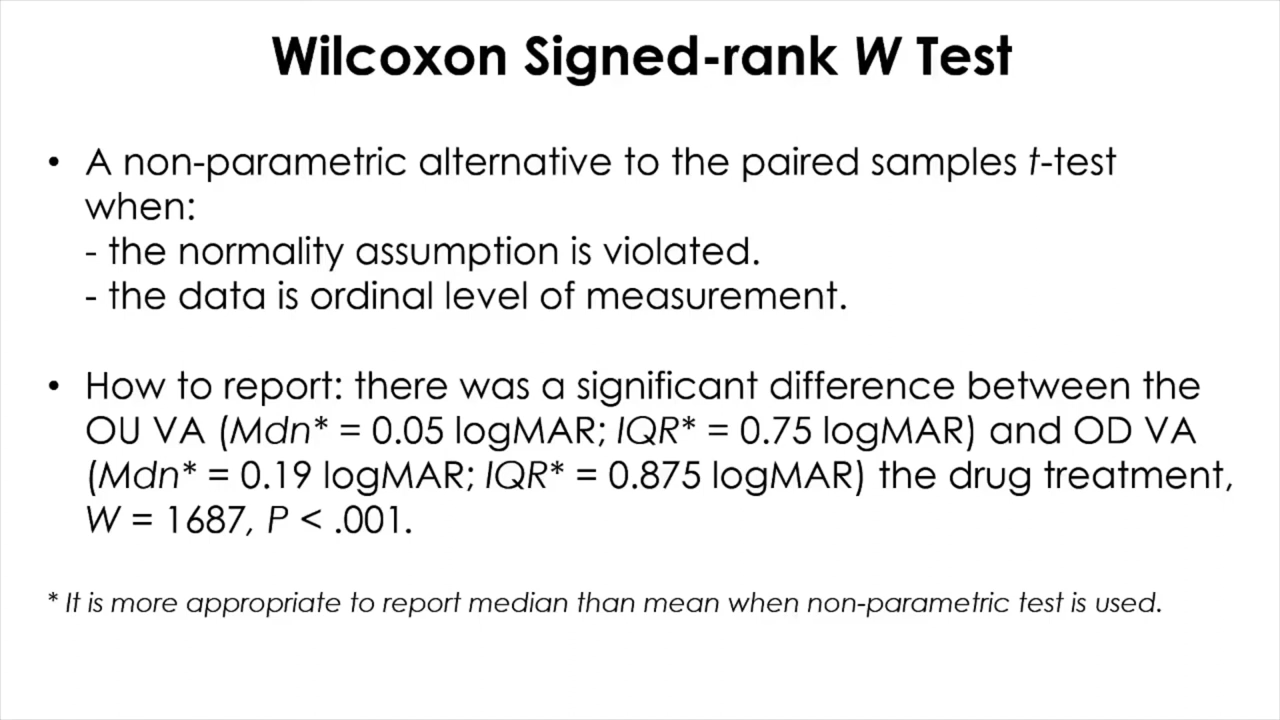 Wilcoxon Signed-rank W Test
• A non-parametric alternative to the paired samples t-test
when:
- the normality assumption is violated.
- the data is ordinal level of measurement.
• How to report: there was a significant difference between the
OU VA (Mdn* = 0.05 logMAR; IQR* = 0.75 logMAR) and OD VA
(Mdn* = 0.19 logMAR; IQR* = 0.875 logMAR) the drug treatment,
W = 1687, P < .001.
* It is more appropriate to report median than mean when non-parametric test is used.